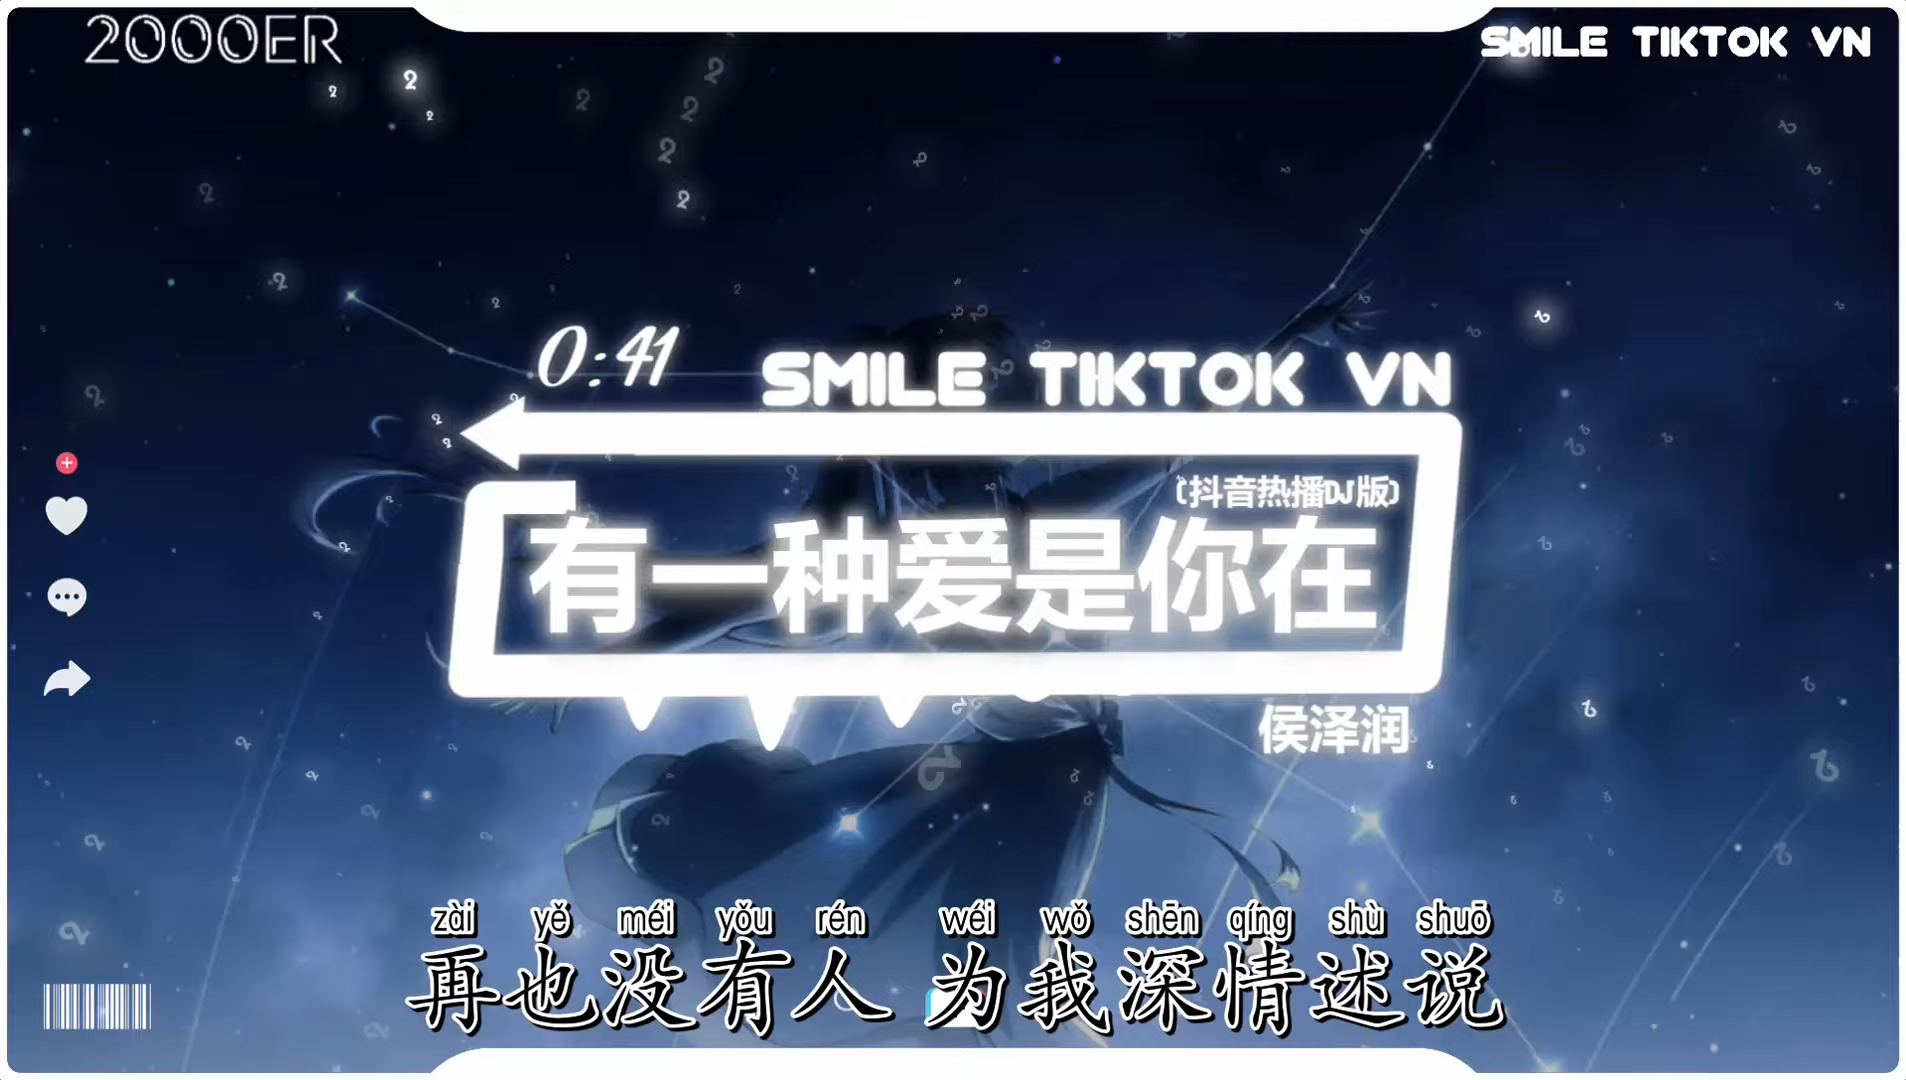 2000ER
SMILE TIKTOK VN
0:41
SMILE TIKTOK VN
(抖音热播DJ版)
有一种爱是你在
侯泽润
zài yě méi yǒu rén wéi wǒ shēn qíng shù shuō
再也没有人 为我深情述说